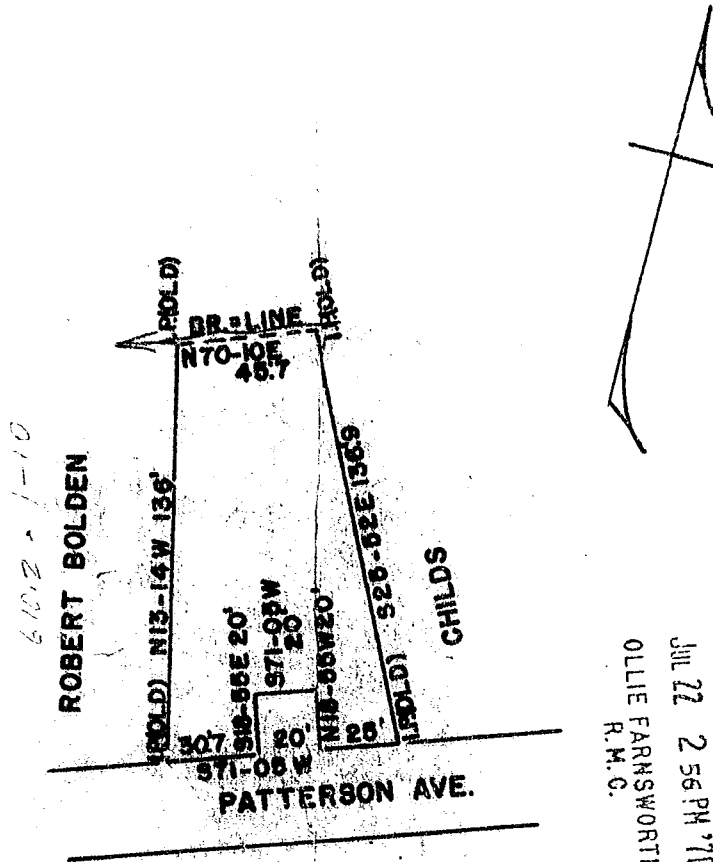 P(OLD)
I.P(OLD)
BR.=LINE
N70-10E
45.7
ROBERT BOLDEN
N13-14W 136'
S25-52E 136.9
CHILDS
S71-05W
20'
S18-55E 20'
N18-55W 20'
I.P(OLD)
30.7
20'
25'
I.P(OLD)
S71-05 W
PATTERSON AVE.
JUL 22 2 56 PM '71
OLLIE FARNSWORTH
R.M.C.